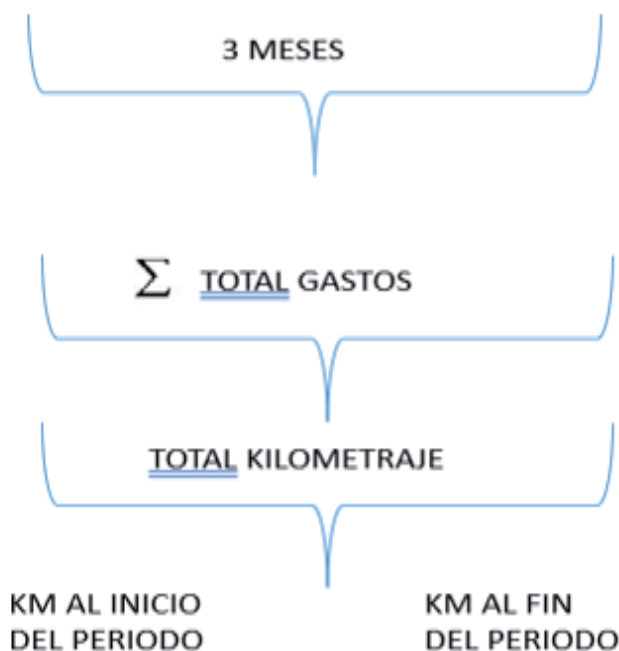 3 MESES
∑ TOTAL GASTOS
TOTAL KILOMETRAJE
KM AL INICIO
DEL PERIODO
KM AL FIN
DEL PERIODO